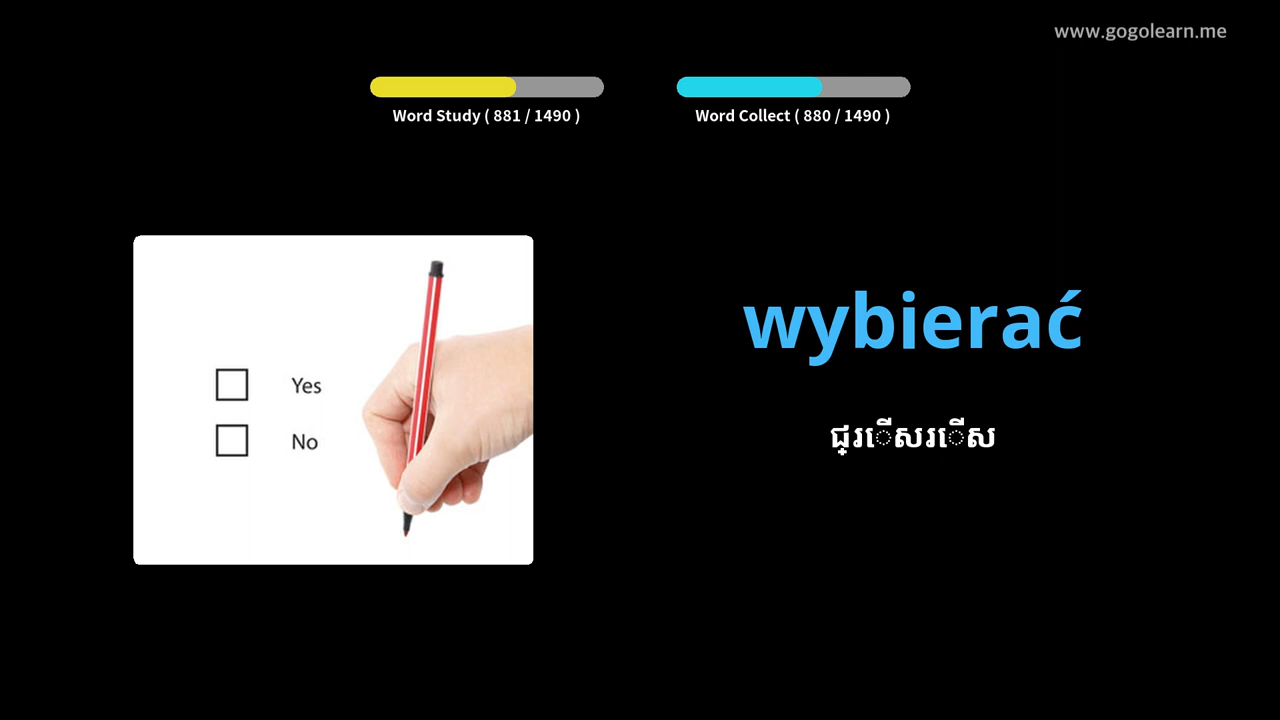 www.gogolearn.me
Word Study ( 881 / 1490 )
Word Collect ( 880 / 1490 )
Yes
No
wybierać
ជ្រើសរើស